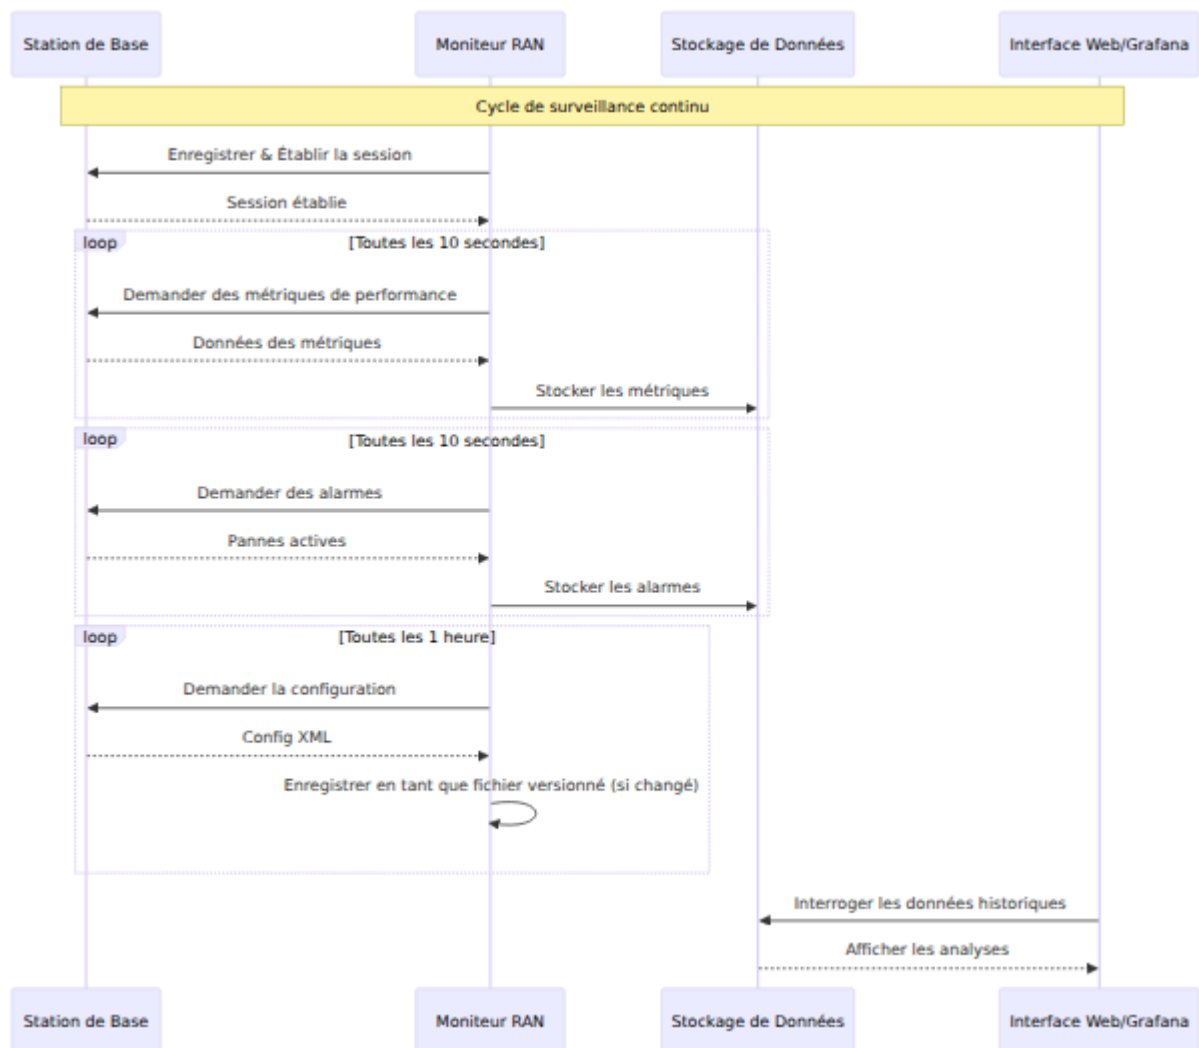 Station de Base
Moniteur RAN
Stockage de Données
Interface Web/Grafana
Cycle de surveillance continu
Enregistrer & Établir la session
Session établie
loop
[Toutes les 10 secondes]
Demander des métriques de performance
Données des métriques
Stocker les métriques
loop
[Toutes les 10 secondes]
Demander des alarmes
Pannes actives
Stocker les alarmes
loop
[Toutes les 1 heure]
Demander la configuration
Config XML
Enregistrer en tant que fichier versionné (si changé)
Interroger les données historiques
Afficher les analyses
Station de Base
Moniteur RAN
Stockage de Données
Interface Web/Grafana